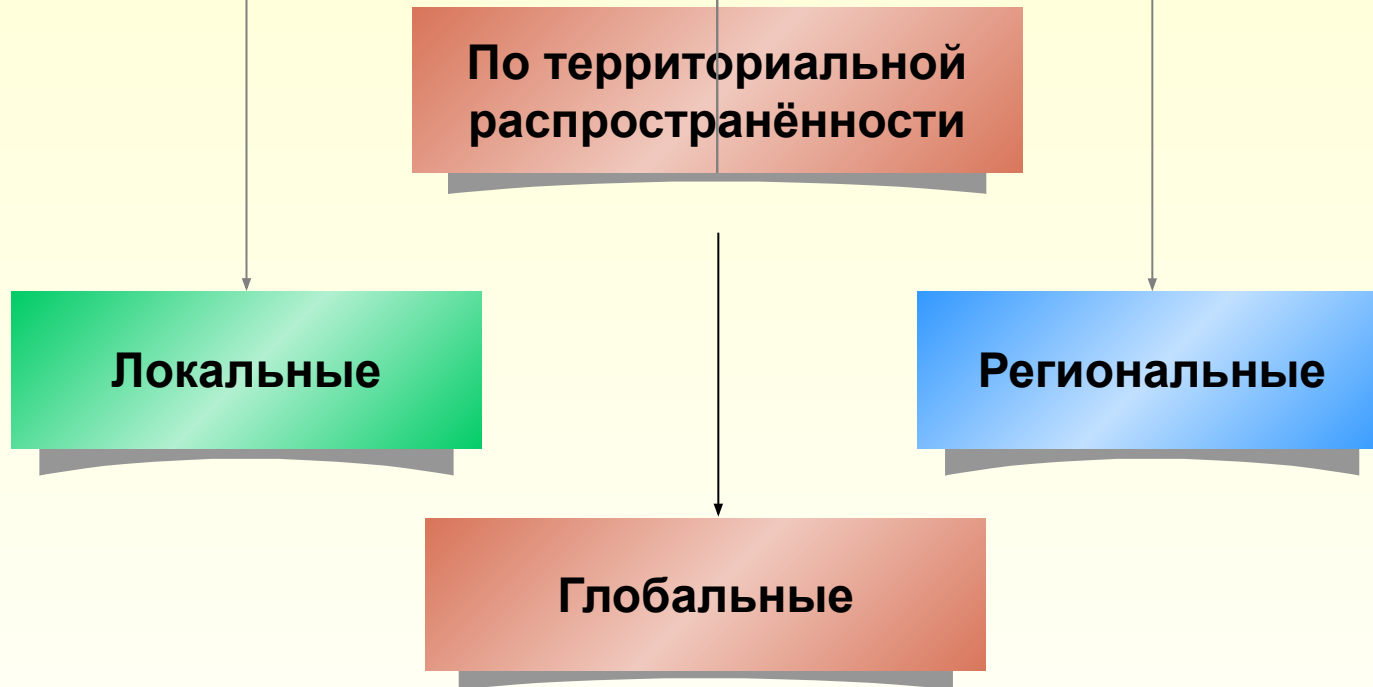 По территориальной
распространённости
Локальные
Региональные
Глобальные